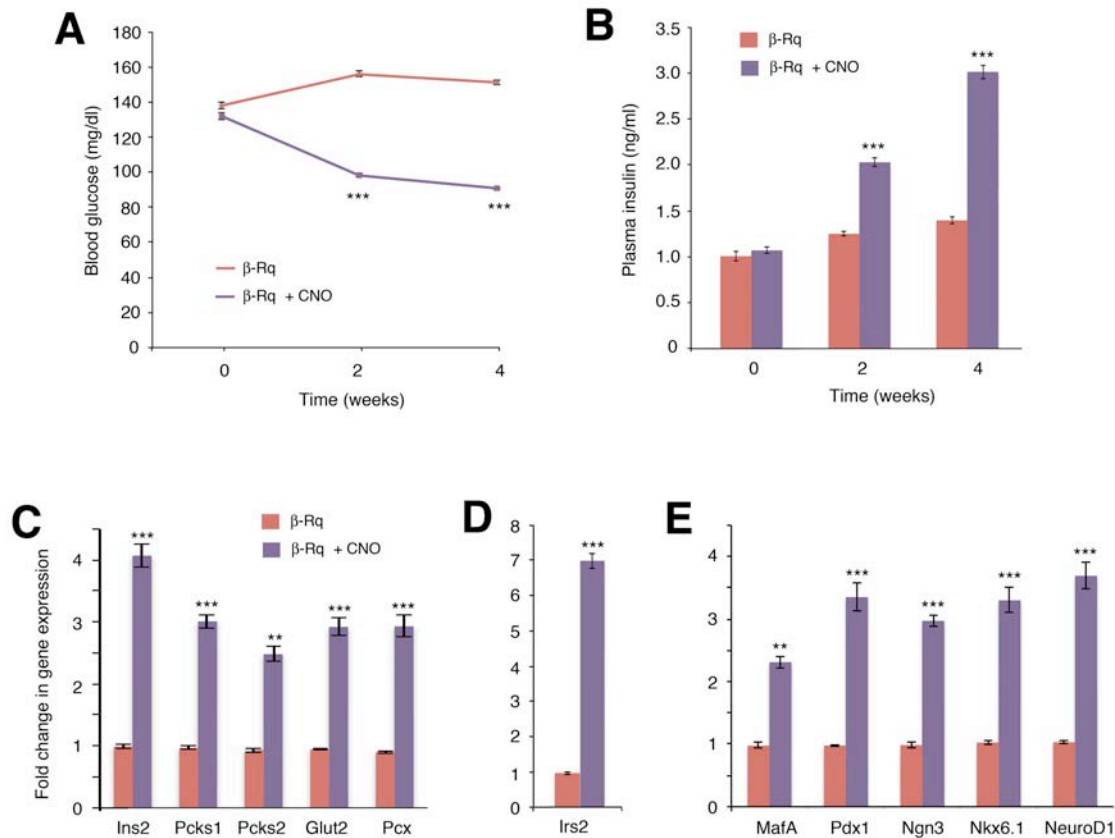 A
180
160
140
120
100
80
60
40
20
0
Blood glucose (mg/dl)
***
***
β-Rq
β-Rq + CNO
0 2 4
Time (weeks)
B
3.5
3.0
2.5
2.0
1.5
1.0
0.5
0
Plasma insulin (ng/ml)
β-Rq
β-Rq + CNO
***
***
0 2 4
Time (weeks)
C
4
3
2
1
0
Fold change in gene expression
β-Rq
β-Rq + CNO
***
***
**
***
***
Ins2 Pcks1 Pcks2 Glut2 Pcx
D
8
7
6
5
4
3
2
1
0
***
Irs2
E
4
3
2
1
0
**
***
***
***
***
MafA Pdx1 Ngn3 Nkx6.1 NeuroD1